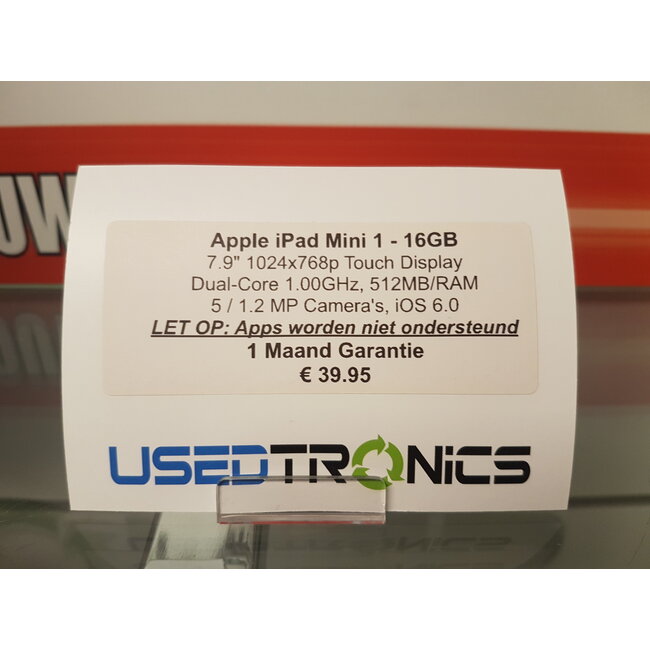 UW
Apple iPad Mini 1 - 16GB
7.9" 1024x768p Touch Display
Dual-Core 1.00GHz, 512MB/RAM
5 / 1.2 MP Camera's, iOS 6.0
LET OP: Apps worden niet ondersteund
1 Maand Garantie
€ 39.95
USEDTRONiCS